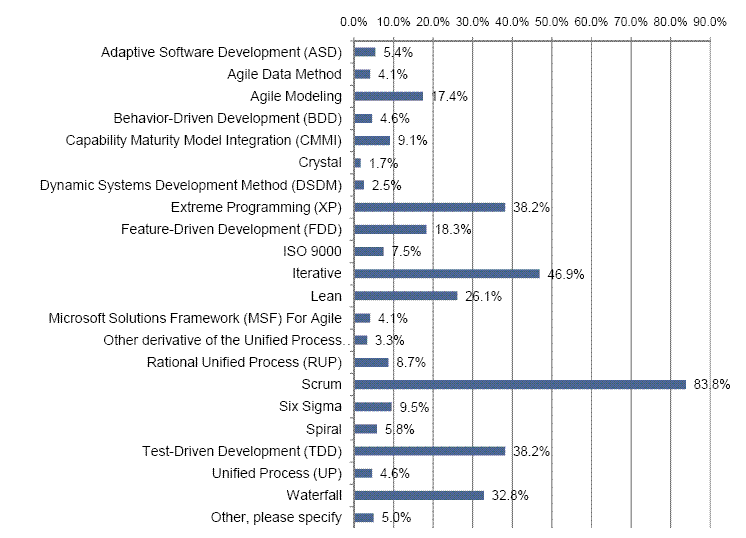 0.0% 10.0% 20.0% 30.0% 40.0% 50.0% 60.0% 70.0% 80.0% 90.0%
Adaptive Software Development (ASD) 5.4%
Agile Data Method 4.1%
Agile Modeling 17.4%
Behavior-Driven Development (BDD) 4.6%
Capability Maturity Model Integration (CMMI) 9.1%
Crystal 1.7%
Dynamic Systems Development Method (DSDM) 2.5%
Extreme Programming (XP) 38.2%
Feature-Driven Development (FDD) 18.3%
ISO 9000 7.5%
Iterative 46.9%
Lean 26.1%
Microsoft Solutions Framework (MSF) For Agile 4.1%
Other derivative of the Unified Process.. 3.3%
Rational Unified Process (RUP) 8.7%
Scrum 83.8%
Six Sigma 9.5%
Spiral 5.8%
Test-Driven Development (TDD) 38.2%
Unified Process (UP) 4.6%
Waterfall 32.8%
Other, please specify 5.0%